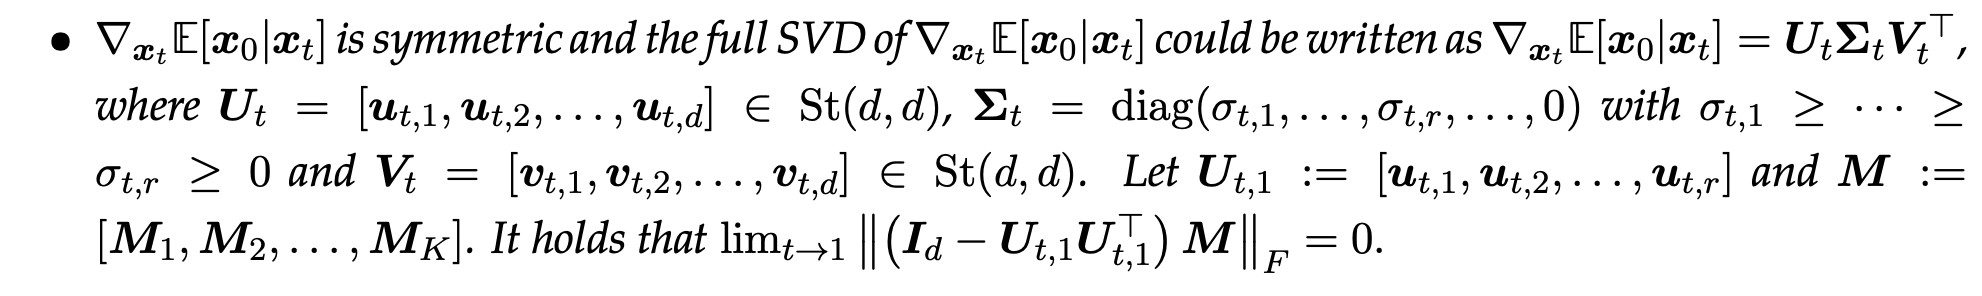 • ∇_{𝒙_t} 𝔼[𝒙_0|𝒙_t] is symmetric and the full SVD of ∇_{𝒙_t} 𝔼[𝒙_0|𝒙_t] could be written as ∇_{𝒙_t} 𝔼[𝒙_0|𝒙_t] = 𝑼_t 𝚺_t 𝑽_t^⊤,
where 𝑼_t = [𝒖_{t,1}, 𝒖_{t,2}, . . . , 𝒖_{t,d}] ∈ St(d, d), 𝚺_t = diag(σ_{t,1}, . . . , σ_{t,r}, . . . , 0) with σ_{t,1} ≥ ⋯ ≥
σ_{t,r} ≥ 0 and 𝑽_t = [𝒗_{t,1}, 𝒗_{t,2}, . . . , 𝒗_{t,d}] ∈ St(d, d). Let 𝑼_{t,1} := [𝒖_{t,1}, 𝒖_{t,2}, . . . , 𝒖_{t,r}] and 𝑴 :=
[𝑴_1, 𝑴_2, . . . , 𝑴_K]. It holds that lim_{t→1} ‖(𝑰_d − 𝑼_{t,1} 𝑼_{t,1}^⊤) 𝑴‖_F = 0.